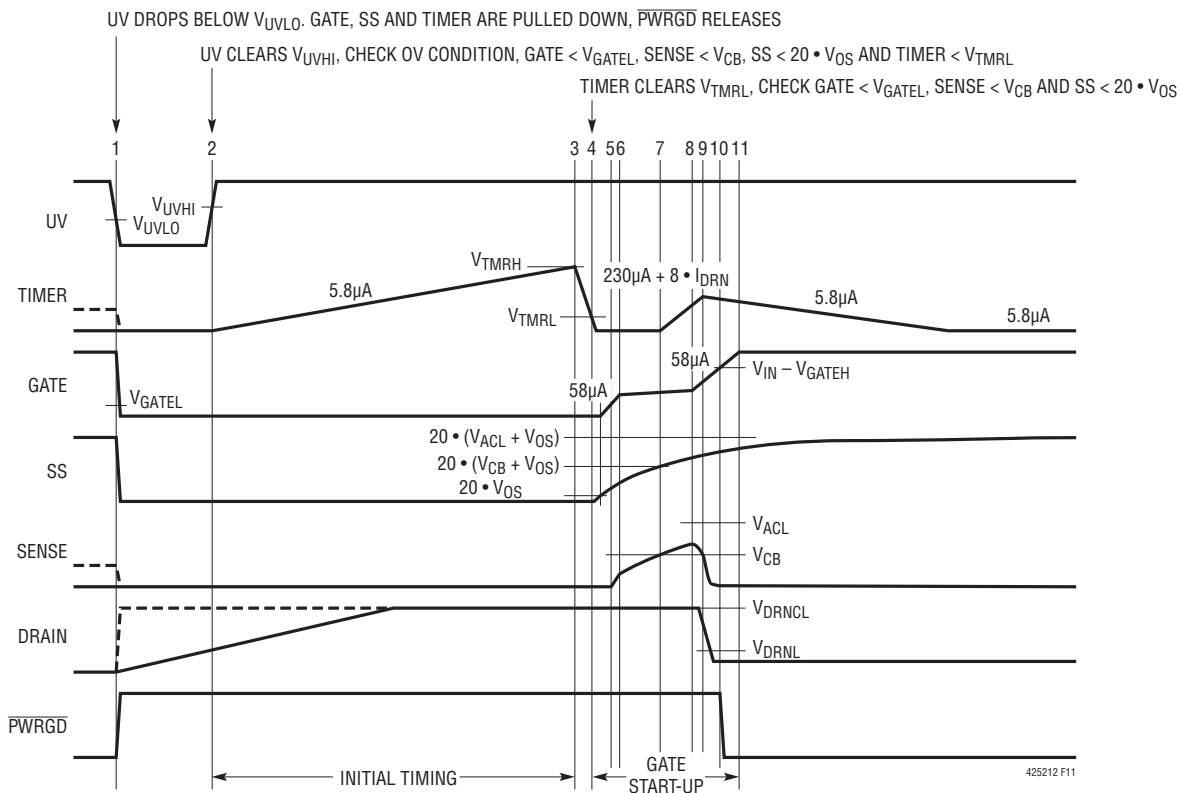 UV DROPS BELOW VUVLO. GATE, SS AND TIMER ARE PULLED DOWN, PWRGD RELEASES
UV CLEARS VUVHI, CHECK OV CONDITION, GATE < VGATEL, SENSE < VCB, SS < 20 • VOS AND TIMER < VTMRL
TIMER CLEARS VTMRL, CHECK GATE < VGATEL, SENSE < VCB AND SS < 20 • VOS
1 2 3 4 5 6 7 8 9 10 11
UV
VUVHI
VUVLO
TIMER
5.8µA
VTMRH
VTMRL
230µA + 8 • IDRN
5.8µA
5.8µA
GATE
VGATEL
58µA
58µA
VIN – VGATEH
SS
20 • (VACL + VOS)
20 • (VCB + VOS)
20 • VOS
SENSE
VACL
VCB
DRAIN
VDRNCL
VDRNL
PWRGD
INITIAL TIMING
GATE
START-UP
425212 F11